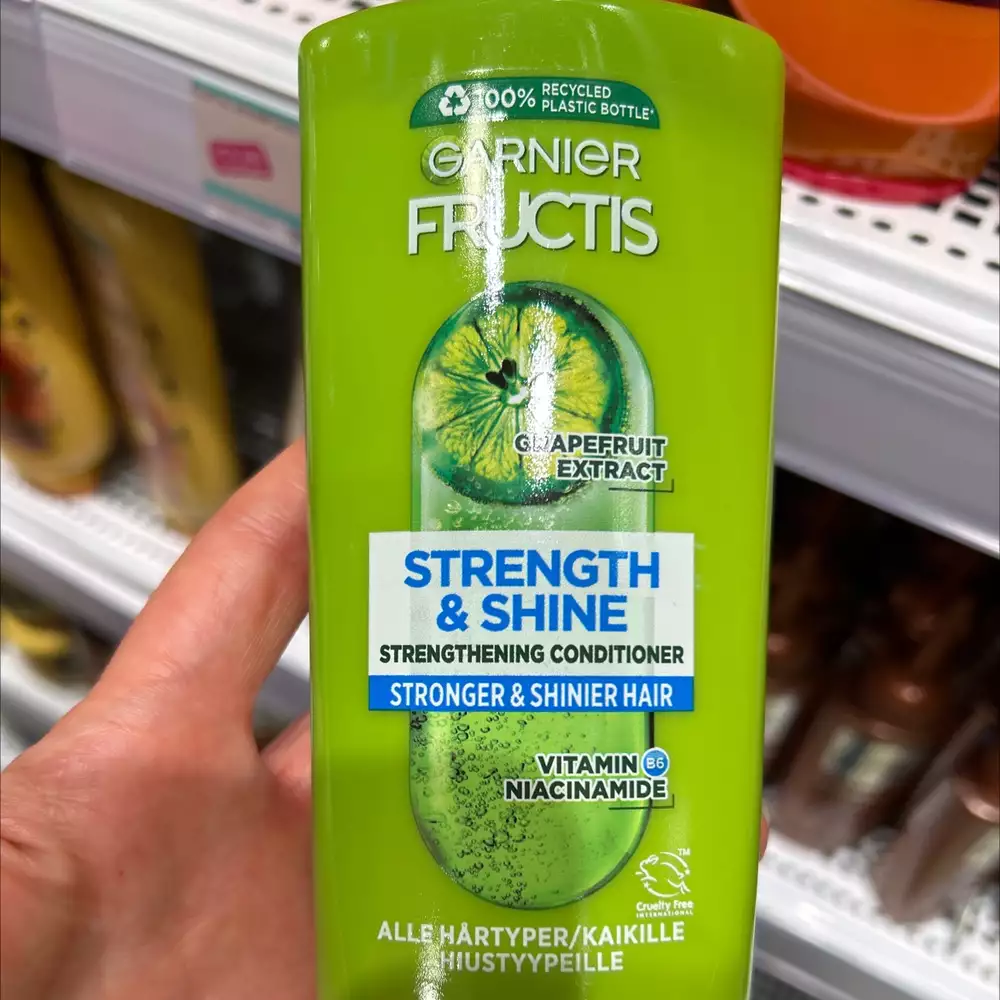 100% RECYCLED
PLASTIC BOTTLE*
GARNIER
FRUCTIS
GRAPEFRUIT
EXTRACT
STRENGTH
& SHINE
STRENGTHENING CONDITIONER
STRONGER & SHINIER HAIR
VITAMIN B6
NIACINAMIDE
TM
Cruelty Free
INTERNATIONAL
ALLE HÅRTYPER/KAIKILLE
HIUSTYYPEILLE